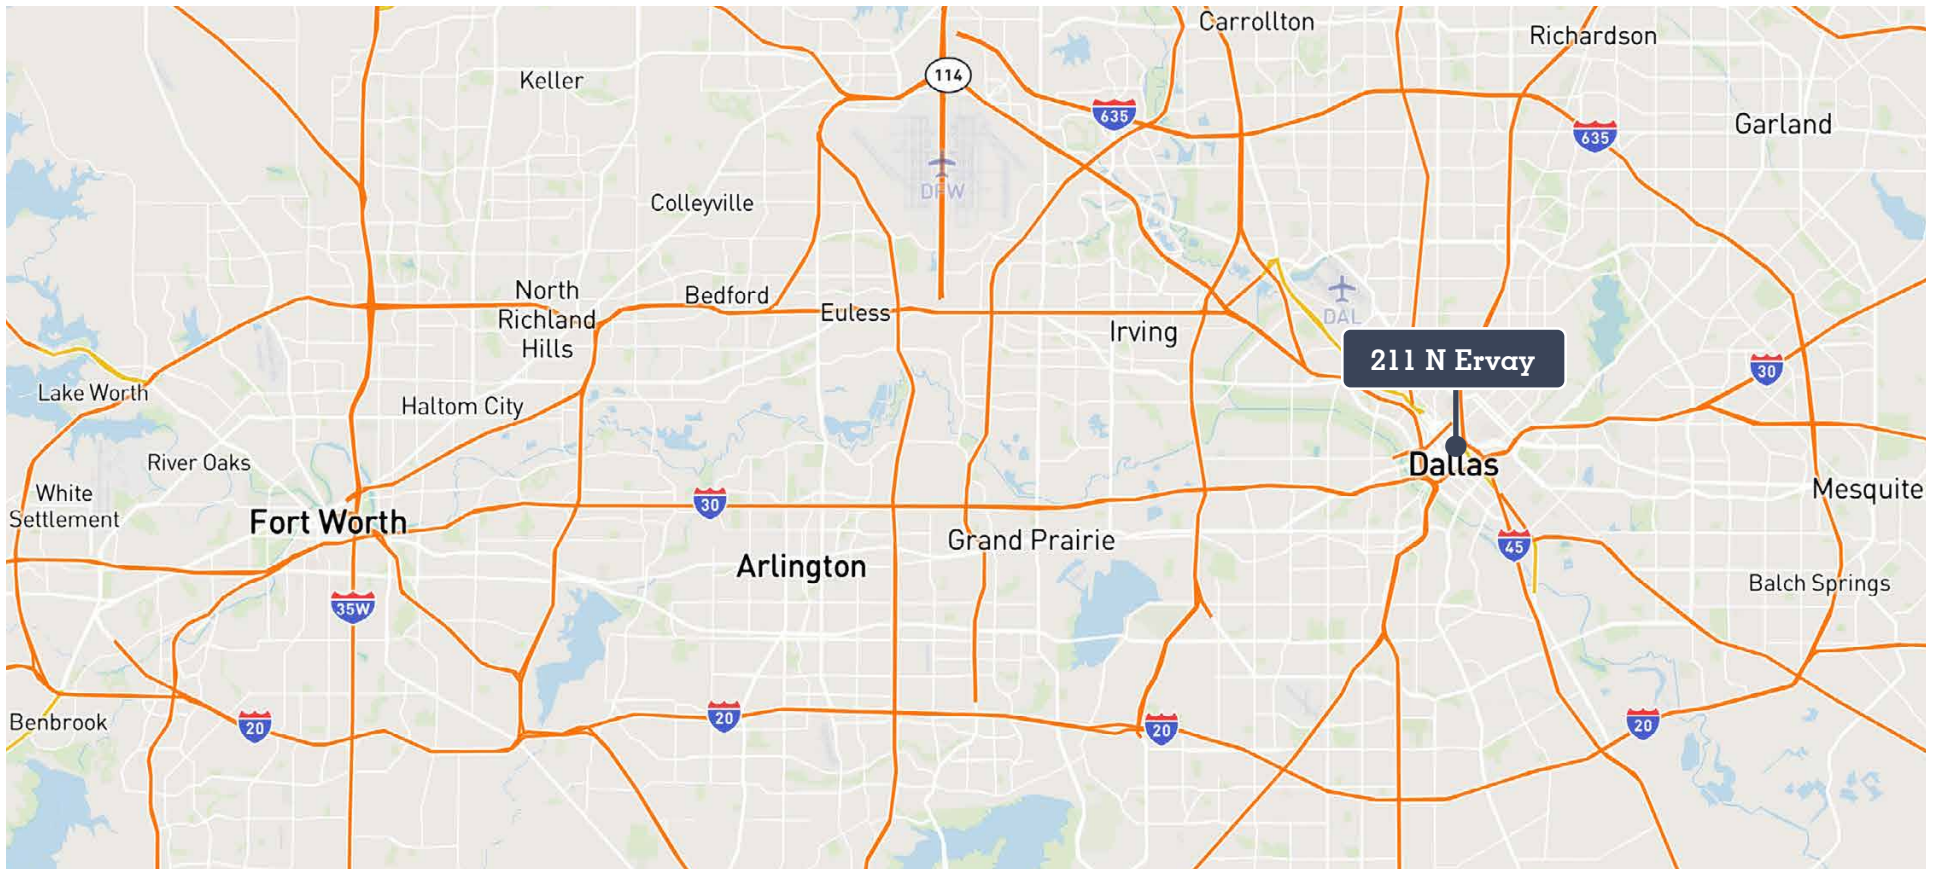 Carrollton
Richardson
Keller
114
635
Garland
635
DFW
Colleyville
North
Richland
Hills
Bedford
Euless
Irving
DAL
211 N Ervay
30
Lake Worth
Haltom City
River Oaks
Dallas
White
Settlement
Mesquite
Fort Worth
30
Grand Prairie
45
Arlington
Balch Springs
35W
Benbrook
20
20
20
20